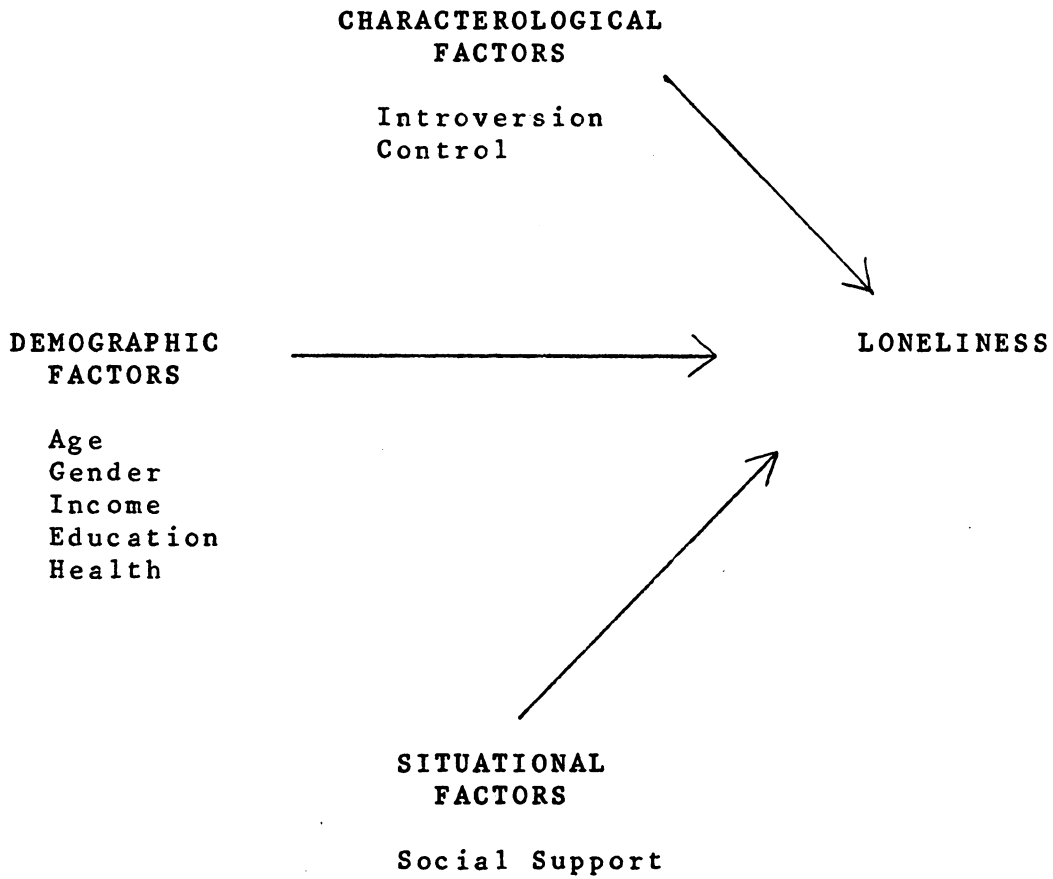 CHARACTEROLOGICAL
FACTORS
Introversion
Control
DEMOGRAPHIC
FACTORS
LONELINESS
Age
Gender
Income
Education
Health
SITUATIONAL
FACTORS
Social Support